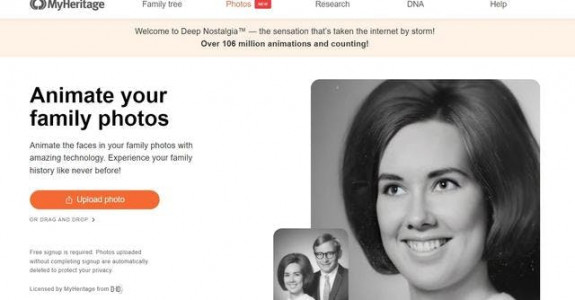 MyHeritage
Family tree
Photos NEW
Research
DNA
Help
Welcome to Deep Nostalgia™ — the sensation that's taken the internet by storm!
Over 106 million animations and counting!
Animate your
family photos
Animate the faces in your family photos with
amazing technology. Experience your family
history like never before!
Upload photo
OR DRAG AND DROP >
Free signup is required. Photos uploaded
without completing signup are automatically
deleted to protect your privacy.
Licensed by MyHeritage from